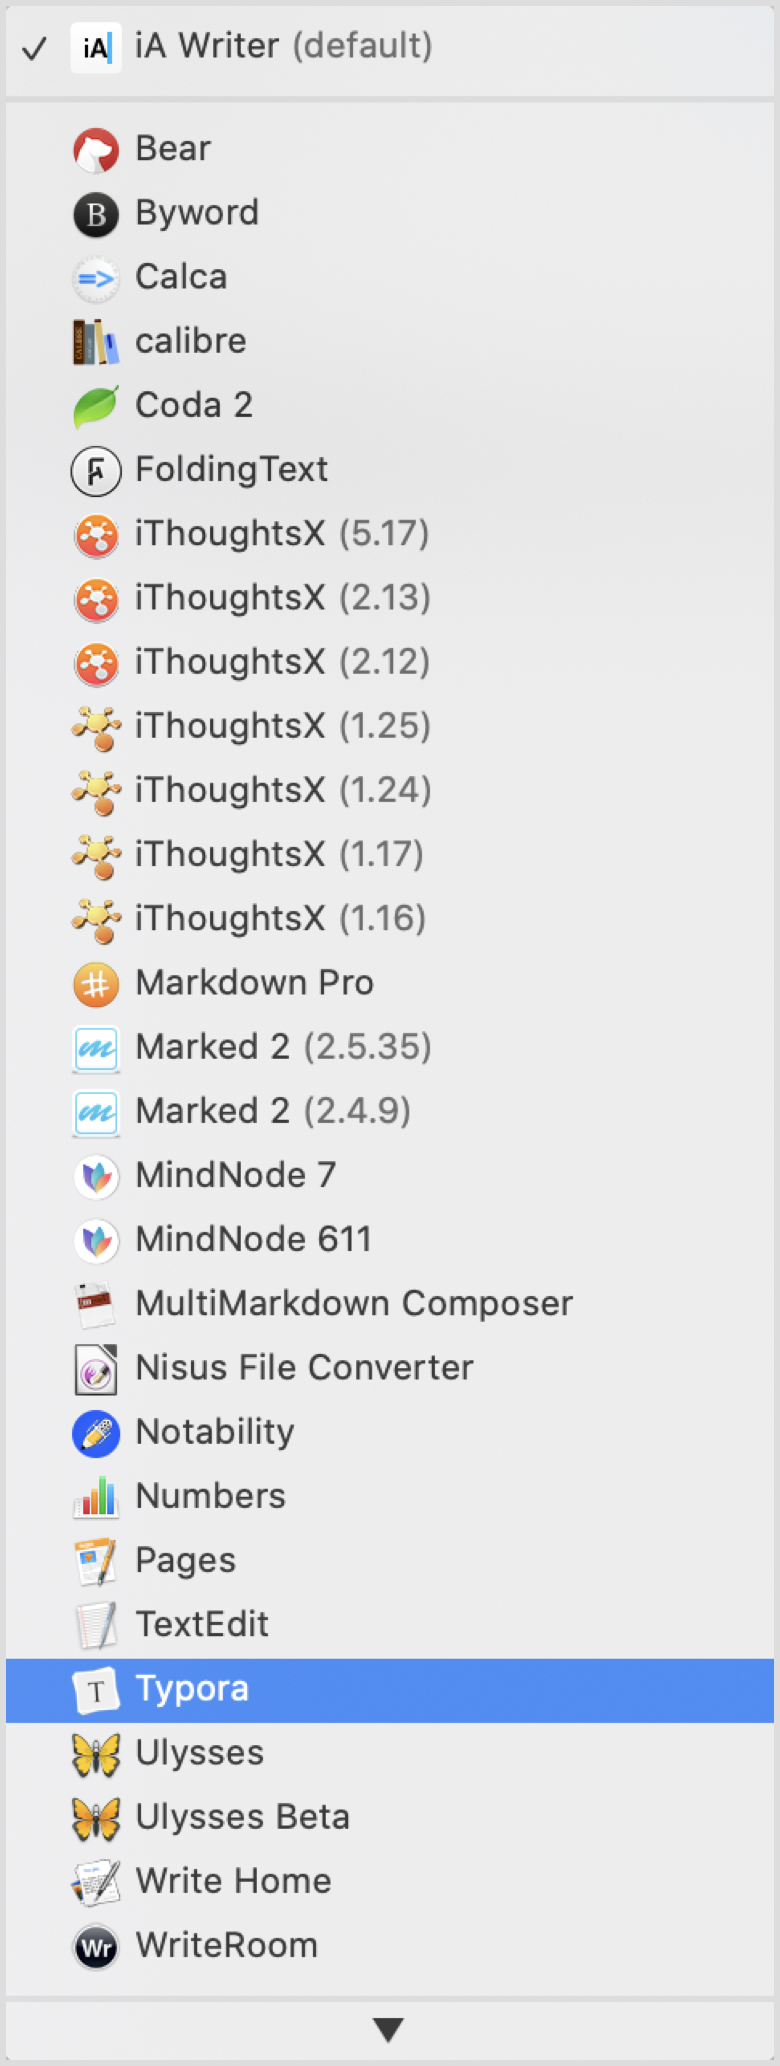 ✓ iA iA Writer (default)
Bear
B Byword
=> Calca
calibre
Coda 2
F FoldingText
iThoughtsX (5.17)
iThoughtsX (2.13)
iThoughtsX (2.12)
iThoughtsX (1.25)
iThoughtsX (1.24)
iThoughtsX (1.17)
iThoughtsX (1.16)
# Markdown Pro
m Marked 2 (2.5.35)
m Marked 2 (2.4.9)
MindNode 7
MindNode 611
MultiMarkdown Composer
Nisus File Converter
Notability
Numbers
Pages
TextEdit
T Typora
Ulysses
Ulysses Beta
Write Home
Wr WriteRoom
▼